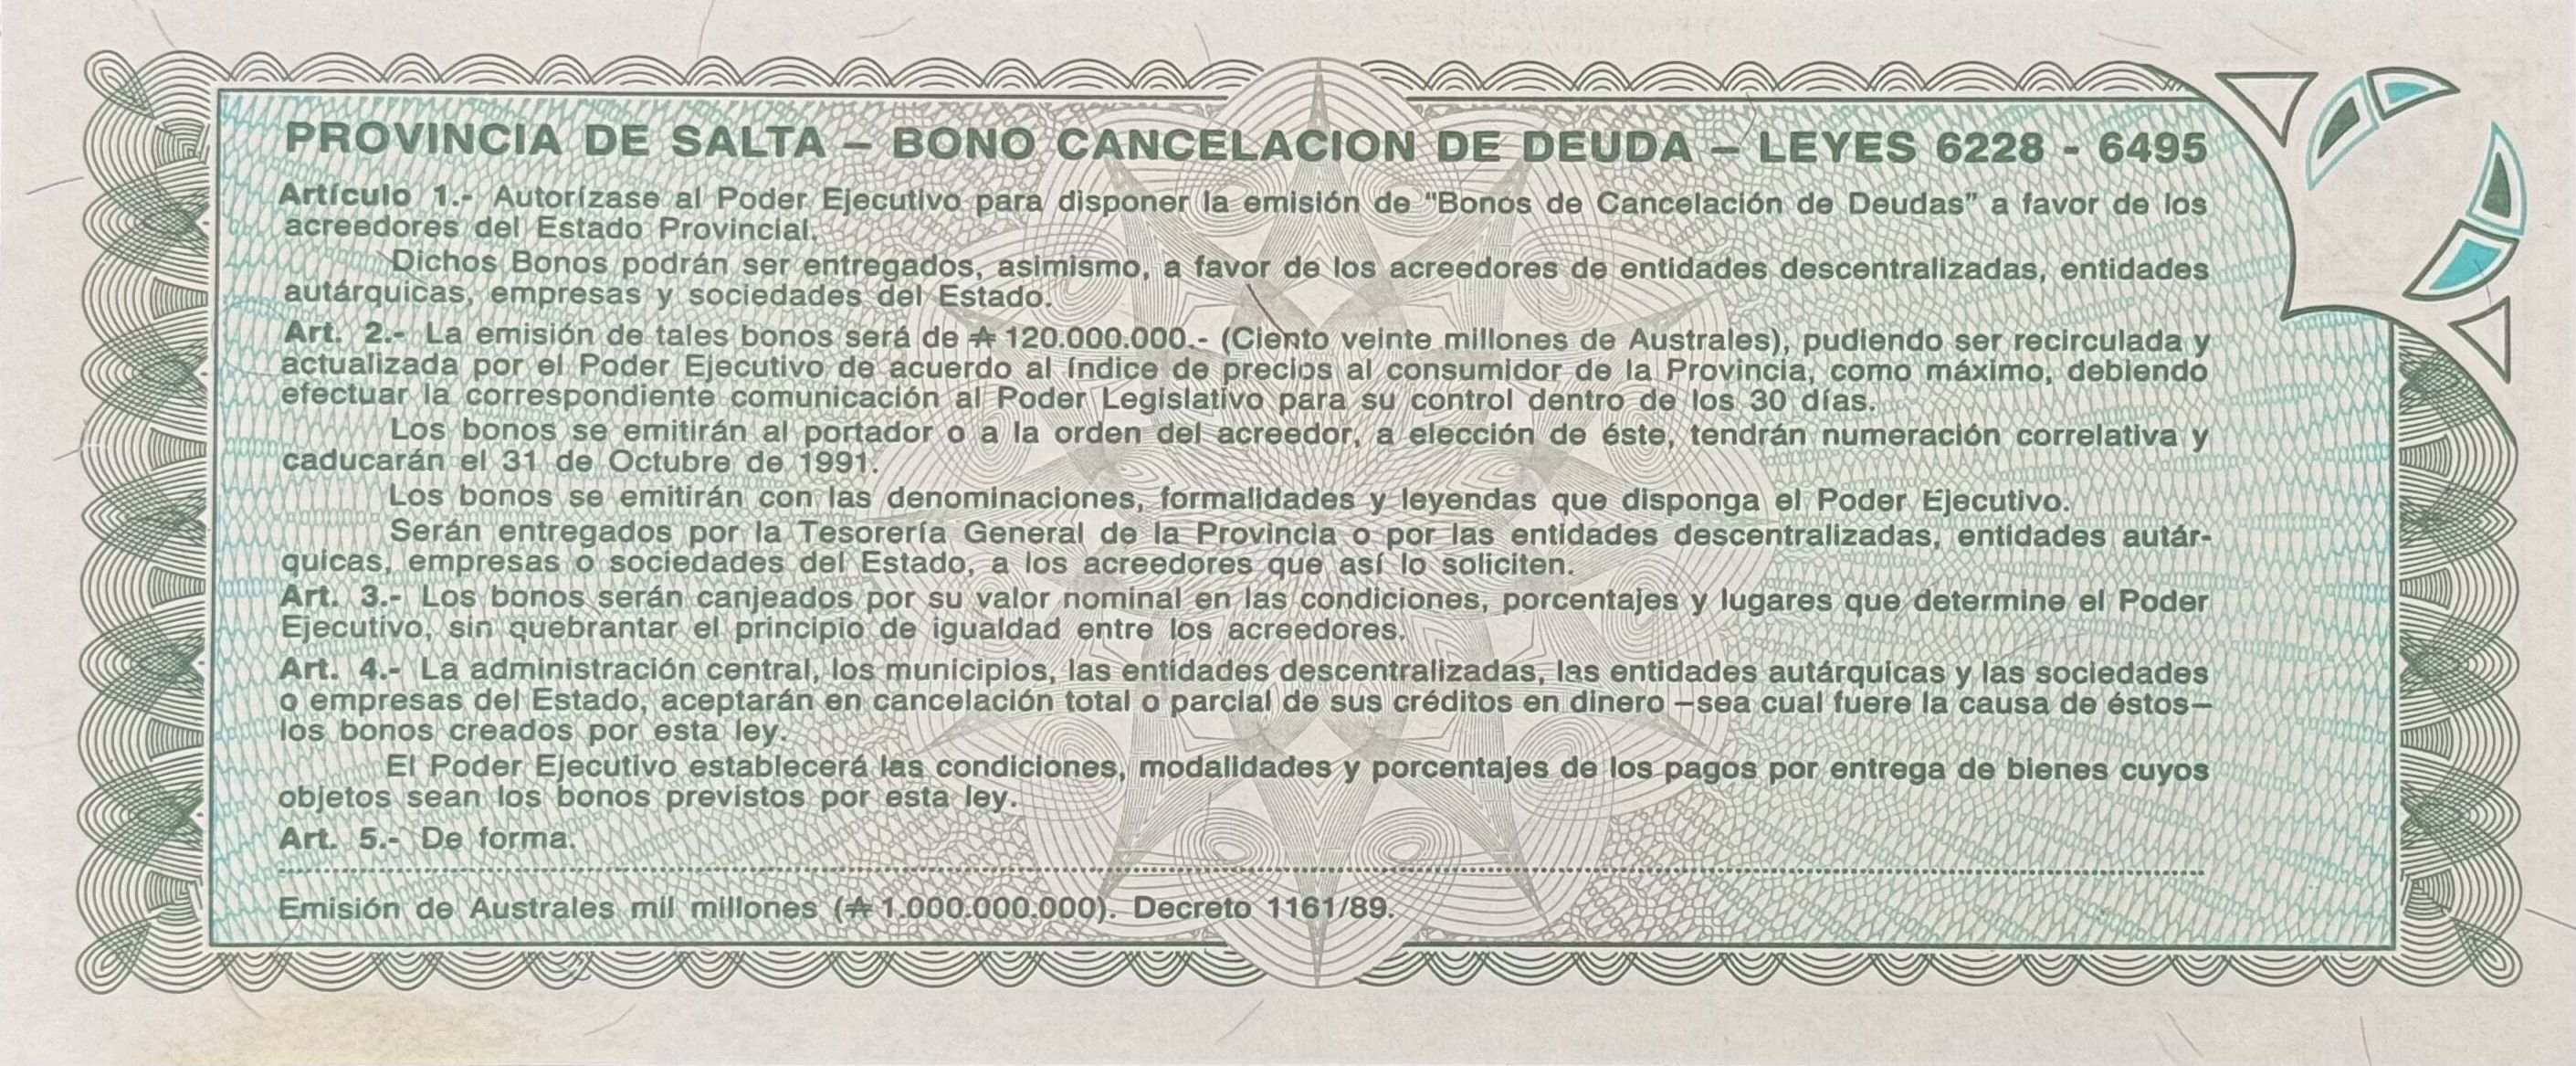 PROVINCIA DE SALTA – BONO CANCELACION DE DEUDA – LEYES 6228 - 6495
Artículo 1.- Autorízase al Poder Ejecutivo para disponer la emisión de "Bonos de Cancelación de Deudas" a favor de los
acreedores del Estado Provincial.
Dichos Bonos podrán ser entregados, asimismo, a favor de los acreedores de entidades descentralizadas, entidades
autárquicas, empresas y sociedades del Estado.
Art. 2.- La emisión de tales bonos será de ₳ 120.000.000.- (Ciento veinte millones de Australes), pudiendo ser recirculada y
actualizada por el Poder Ejecutivo de acuerdo al índice de precios al consumidor de la Provincia, como máximo, debiendo
efectuar la correspondiente comunicación al Poder Legislativo para su control dentro de los 30 días.
Los bonos se emitirán al portador o a la orden del acreedor, a elección de éste, tendrán numeración correlativa y
caducarán el 31 de Octubre de 1991.
Los bonos se emitirán con las denominaciones, formalidades y leyendas que disponga el Poder Ejecutivo.
Serán entregados por la Tesorería General de la Provincia o por las entidades descentralizadas, entidades autár-
quicas, empresas o sociedades del Estado, a los acreedores que así lo soliciten.
Art. 3.- Los bonos serán canjeados por su valor nominal en las condiciones, porcentajes y lugares que determine el Poder
Ejecutivo, sin quebrantar el principio de igualdad entre los acreedores.
Art. 4.- La administración central, los municipios, las entidades descentralizadas, las entidades autárquicas y las sociedades
o empresas del Estado, aceptarán en cancelación total o parcial de sus créditos en dinero –sea cual fuere la causa de éstos–
los bonos creados por esta ley.
El Poder Ejecutivo establecerá las condiciones, modalidades y porcentajes de los pagos por entrega de bienes cuyos
objetos sean los bonos previstos por esta ley.
Art. 5.- De forma.
Emisión de Australes mil millones (₳ 1.000.000.000). Decreto 1161/89.